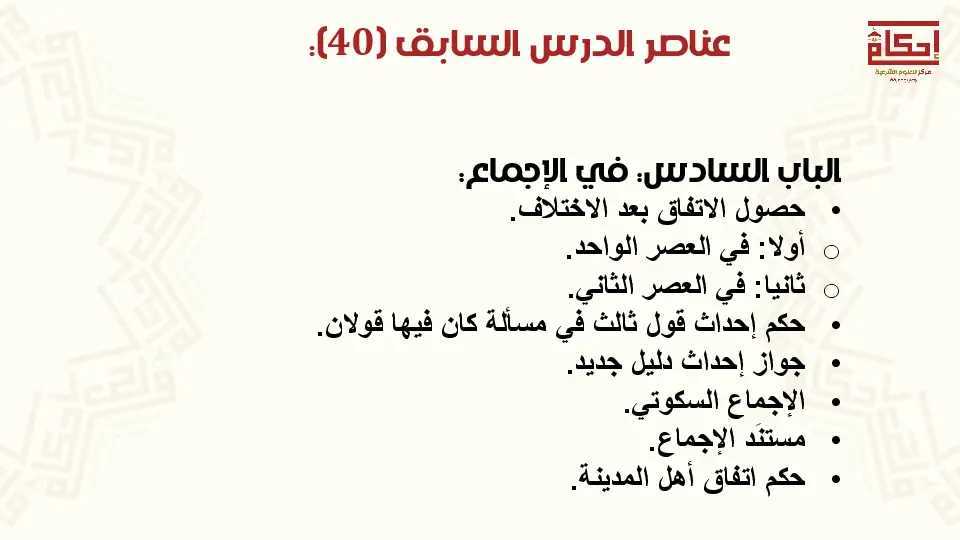 عناصر الدرس السابق (40):
إحكام
مركز للعلوم الشرعية
الباب السادس: في الإجماع:
• حصول الاتفاق بعد الاختلاف.
o أولا: في العصر الواحد.
o ثانيا: في العصر الثاني.
• حكم إحداث قول ثالث في مسألة كان فيها قولان.
• جواز إحداث دليل جديد.
• الإجماع السكوتي.
• مستنَد الإجماع.
• حكم اتفاق أهل المدينة.